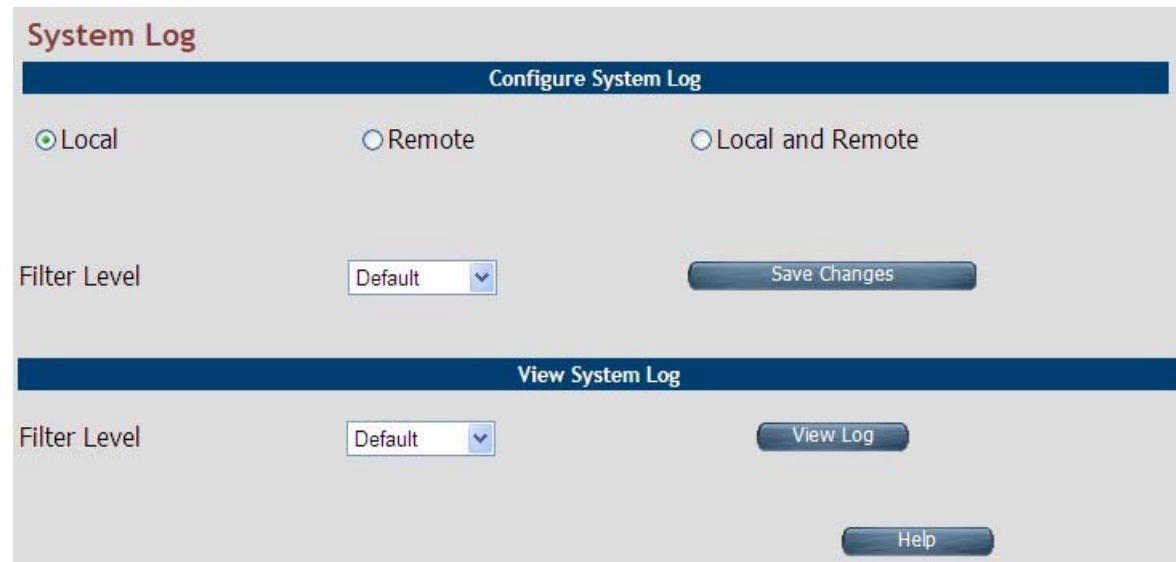 System Log
Configure System Log
Local Remote Local and Remote
Filter Level Default Save Changes
View System Log
Filter Level Default View Log
Help